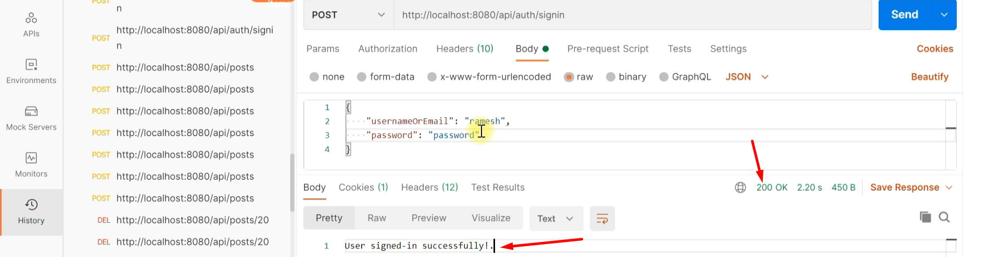 APIs
Environments
Mock Servers
Monitors
History
POST
n
POST http://localhost:8080/api/auth/signi
n
POST http://localhost:8080/api/posts
POST http://localhost:8080/api/posts
POST http://localhost:8080/api/posts
POST http://localhost:8080/api/posts
POST http://localhost:8080/api/posts
POST http://localhost:8080/api/posts
POST http://localhost:8080/api/posts
DEL http://localhost:8080/api/posts/20
DEL http://localhost:8080/api/posts/20
POST http://localhost:8080/api/auth/signin Send
Params Authorization Headers (10) Body Pre-request Script Tests Settings Cookies
none form-data x-www-form-urlencoded raw binary GraphQL JSON Beautify
1 {
2 "usernameOrEmail": "ramesh",
3 "password": "password"
4 }
Body Cookies (1) Headers (12) Test Results 200 OK 2.20 s 450 B Save Response
Pretty Raw Preview Visualize Text
1 User signed-in successfully!.